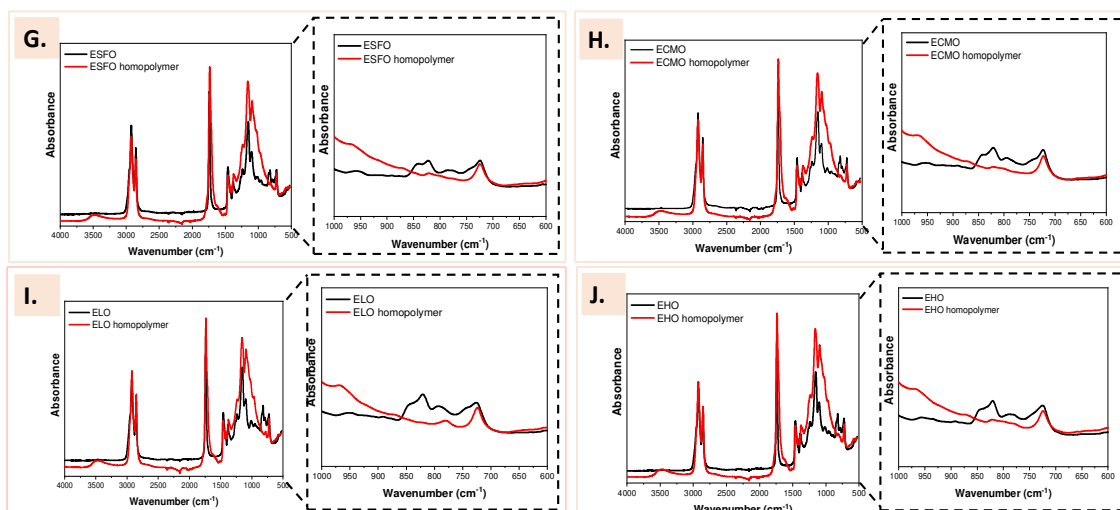 G.
ESFO
ESFO homopolymer
Absorbance
4000 3500 3000 2500 2000 1500 1000 500
Wavenumber (cm-1)
ESFO
ESFO homopolymer
Absorbance
1000 950 900 850 800 750 700 650 600
Wavenumber (cm-1)
H.
ECMO
ECMO homopolymer
Absorbance
4000 3500 3000 2500 2000 1500 1000 500
Wavenumber (cm-1)
ECMO
ECMO homopolymer
Absorbance
1000 950 900 850 800 750 700 650 600
Wavenumber (cm-1)
I.
ELO
ELO homopolymer
Absorbance
4000 3500 3000 2500 2000 1500 1000 500
Wavenumber (cm-1)
ELO
ELO homopolymer
Absorbance
1000 950 900 850 800 750 700 650 600
Wavenumber (cm-1)
J.
EHO
EHO homopolymer
Absorbance
4000 3500 3000 2500 2000 1500 1000 500
Wavenumber (cm-1)
EHO
EHO homopolymer
Absorbance
1000 950 900 850 800 750 700 650 600
Wavenumber (cm-1)